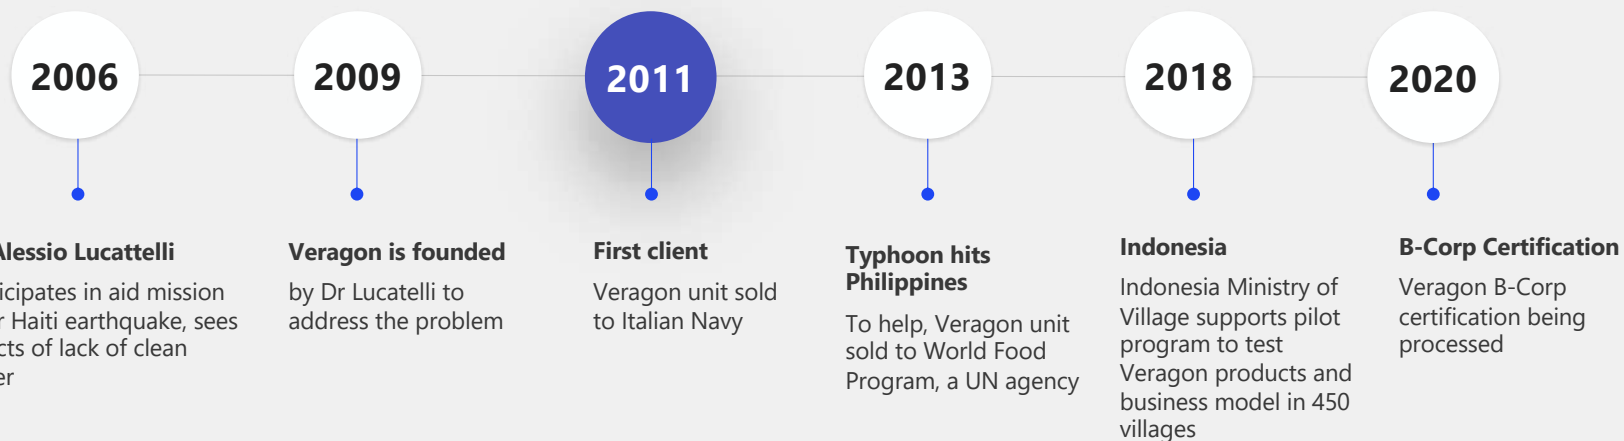 2006
2009
2011
2013
2018
2020
Alessio Lucattelli
icipates in aid mission
r Haiti earthquake, sees
cts of lack of clean
er
Veragon is founded
by Dr Lucatelli to
address the problem
First client
Veragon unit sold
to Italian Navy
Typhoon hits
Philippines
To help, Veragon unit
sold to World Food
Program, a UN agency
Indonesia
Indonesia Ministry of
Village supports pilot
program to test
Veragon products and
business model in 450
villages
B-Corp Certification
Veragon B-Corp
certification being
processed